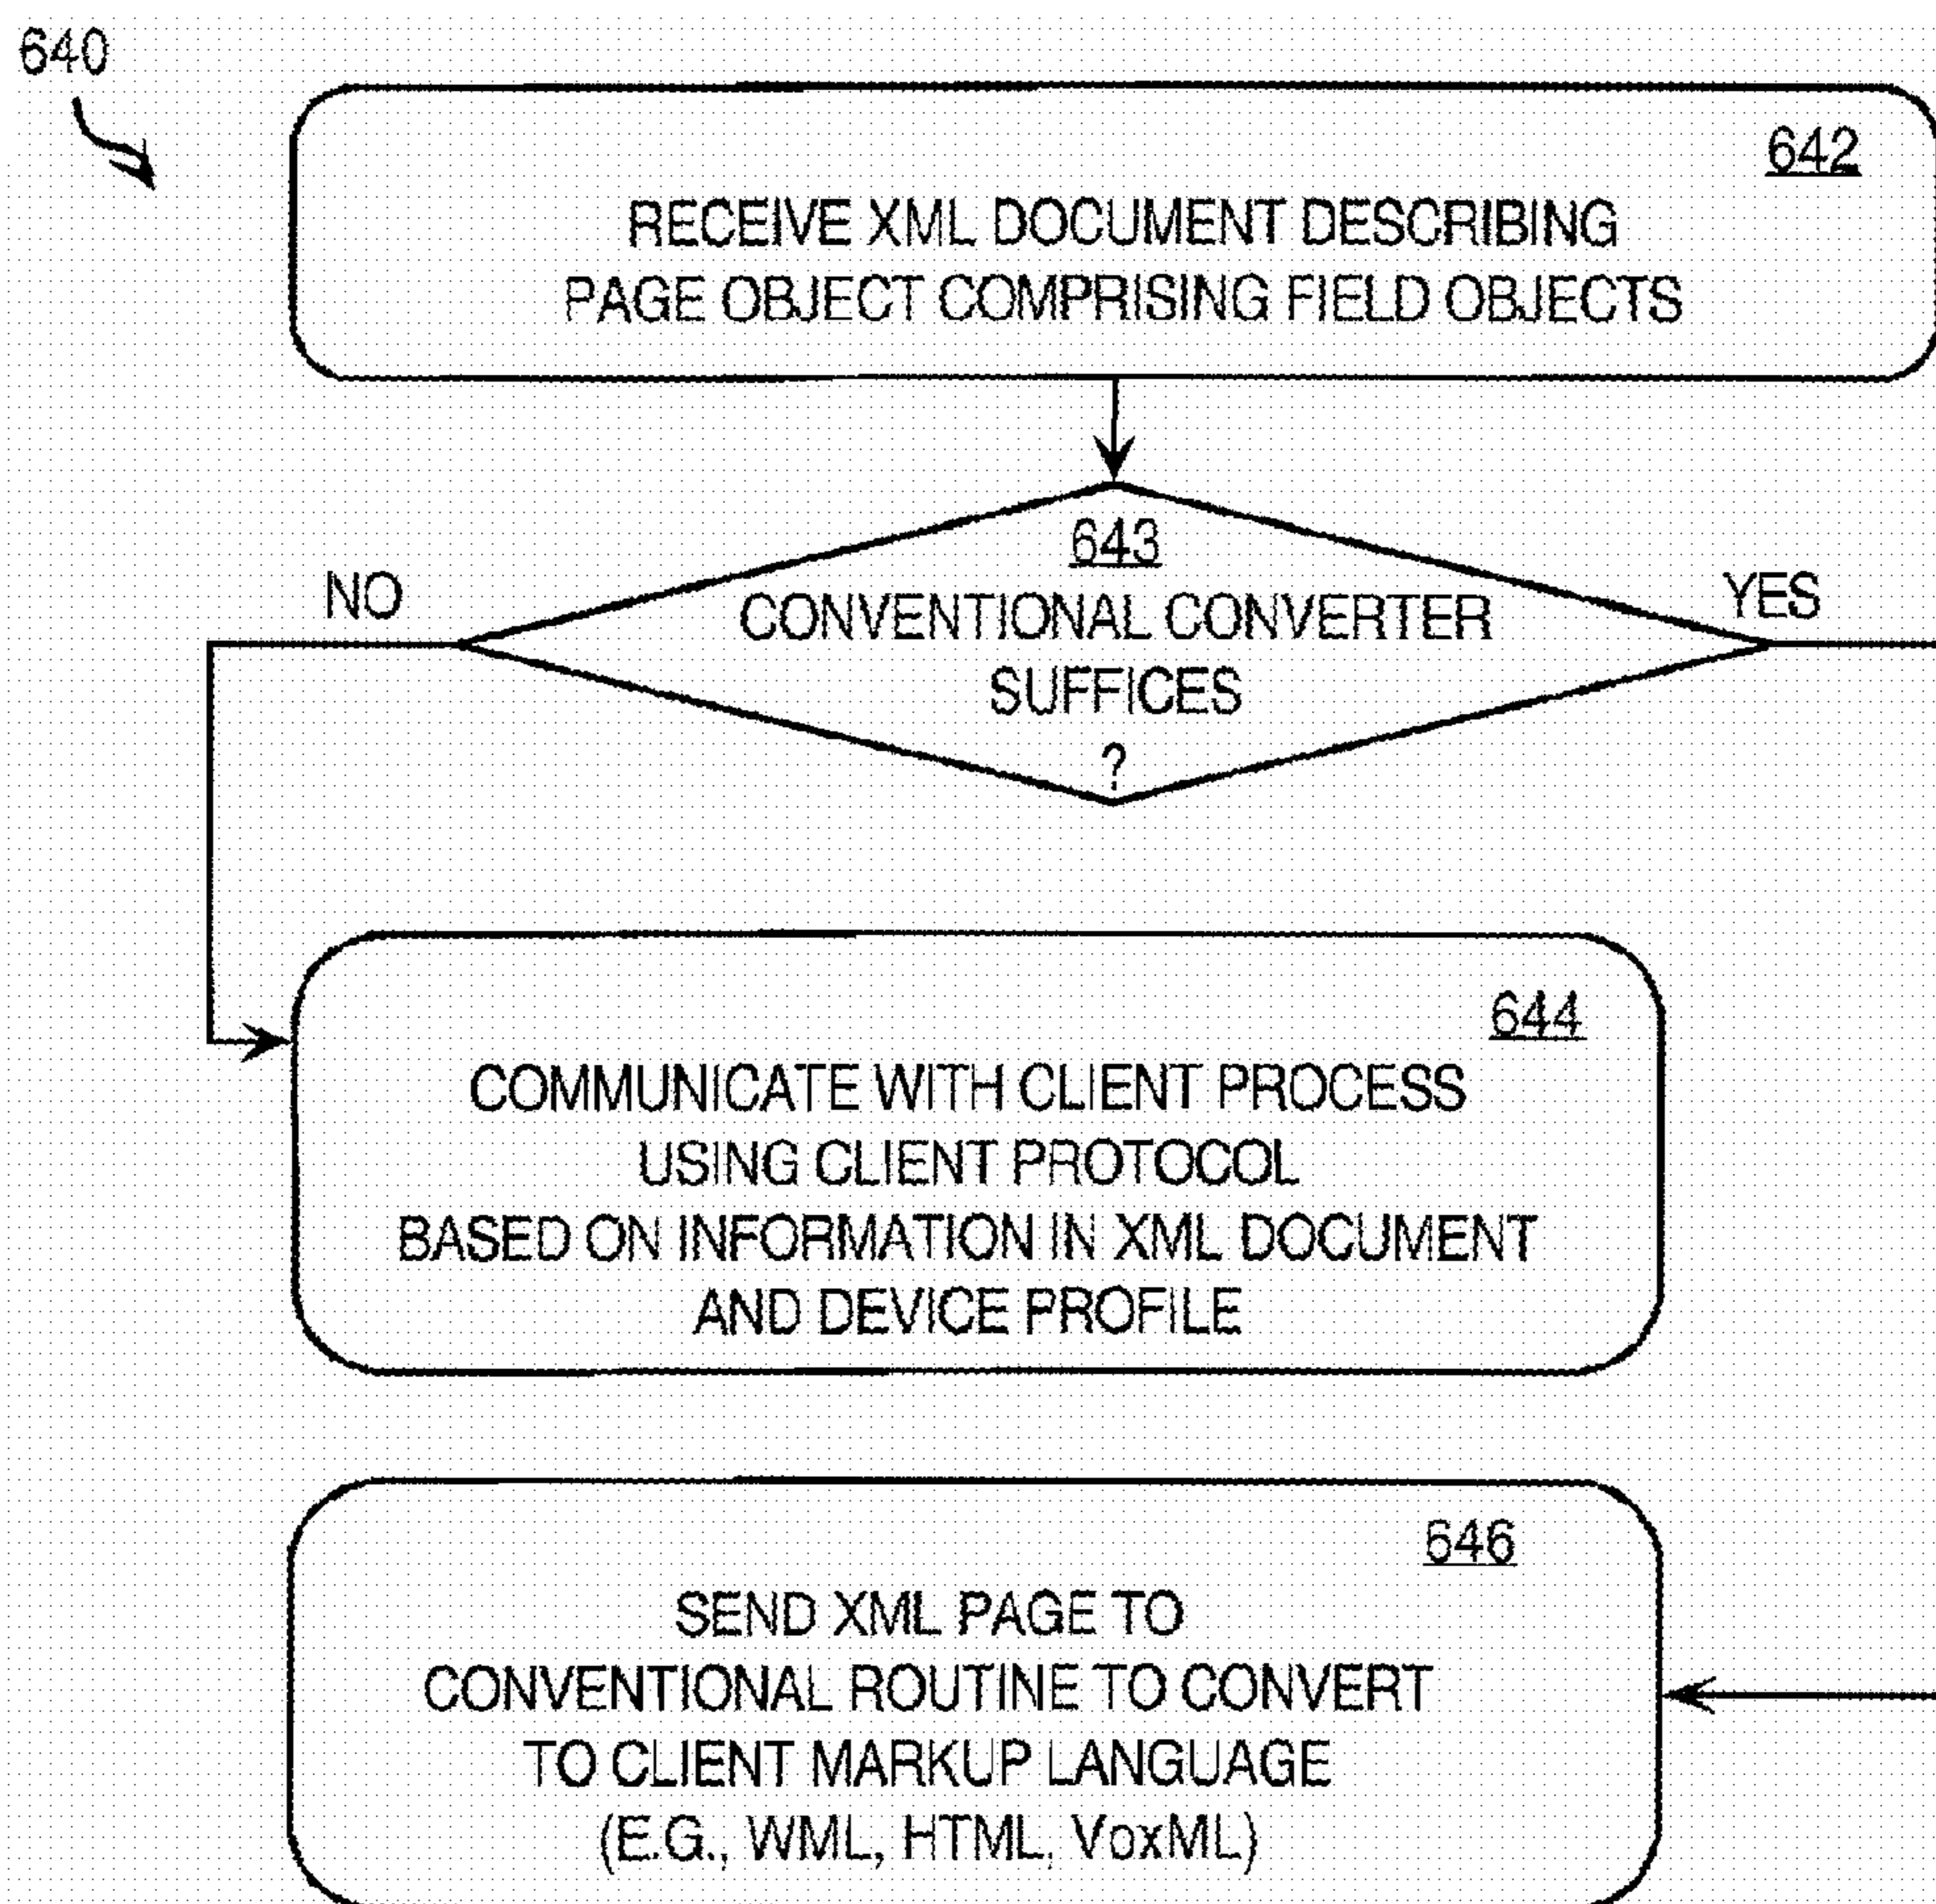 640
642
RECEIVE XML DOCUMENT DESCRIBING
PAGE OBJECT COMPRISING FIELD OBJECTS
643
NO
YES
CONVENTIONAL CONVERTER
SUFFICES
?
644
COMMUNICATE WITH CLIENT PROCESS
USING CLIENT PROTOCOL
BASED ON INFORMATION IN XML DOCUMENT
AND DEVICE PROFILE
646
SEND XML PAGE TO
CONVENTIONAL ROUTINE TO CONVERT
TO CLIENT MARKUP LANGUAGE
(E.G., WML, HTML, VoxML)